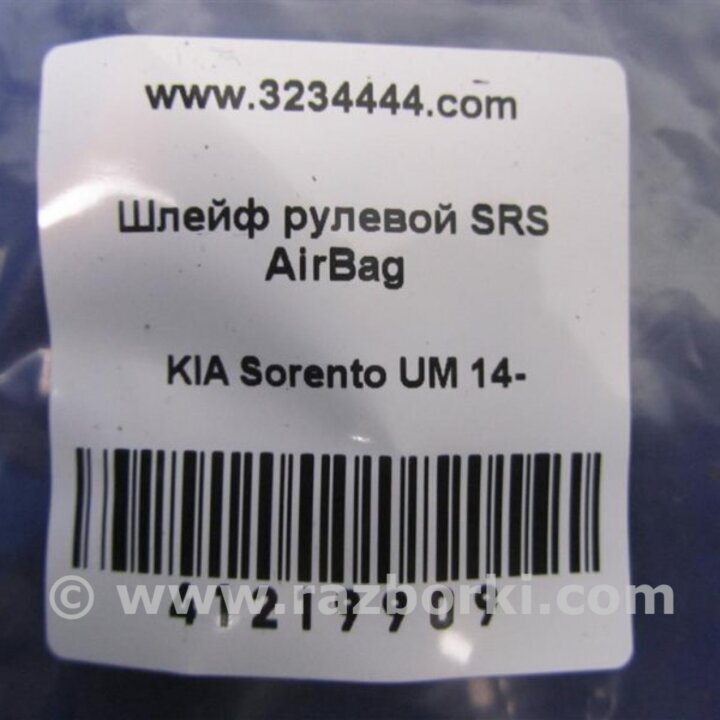 www.3234444.com
Шлейф рулевой SRS
AirBag
KIA Sorento UM 14-
© www.razborki.com